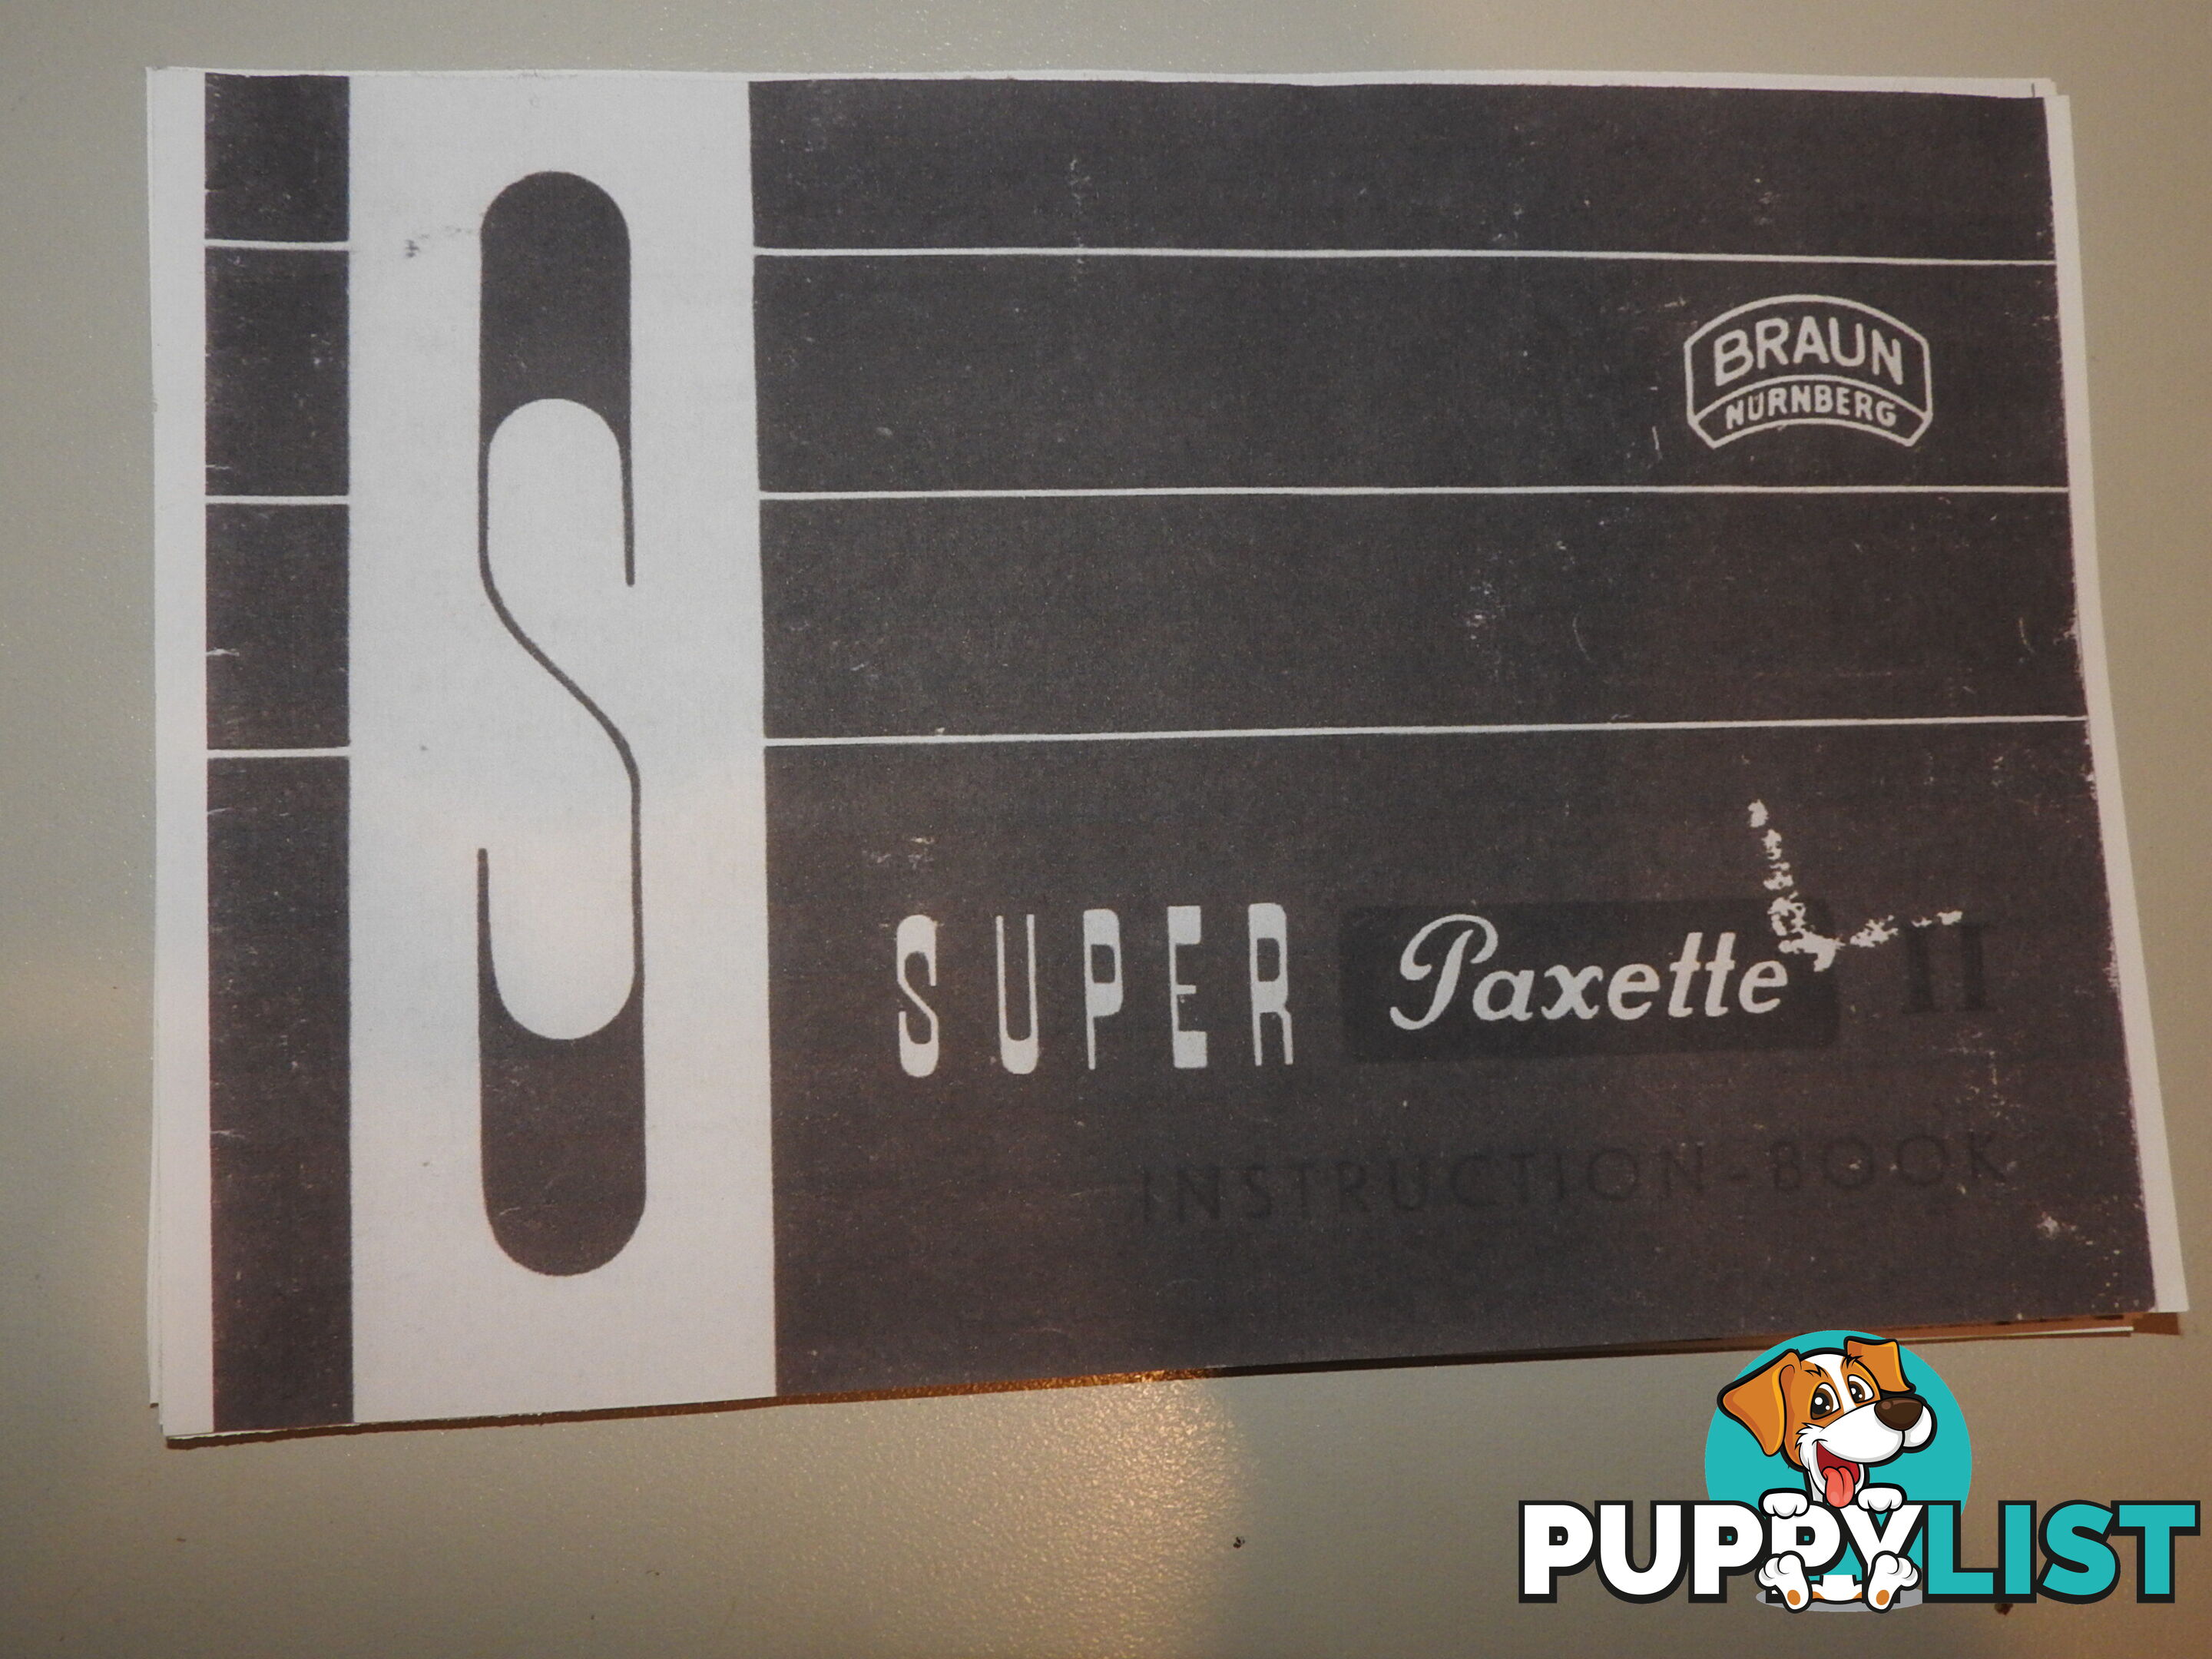 S
BRAUN
NÜRNBERG
SUPER Paxette II
INSTRUCTION-BOOK
PUPPYLIST